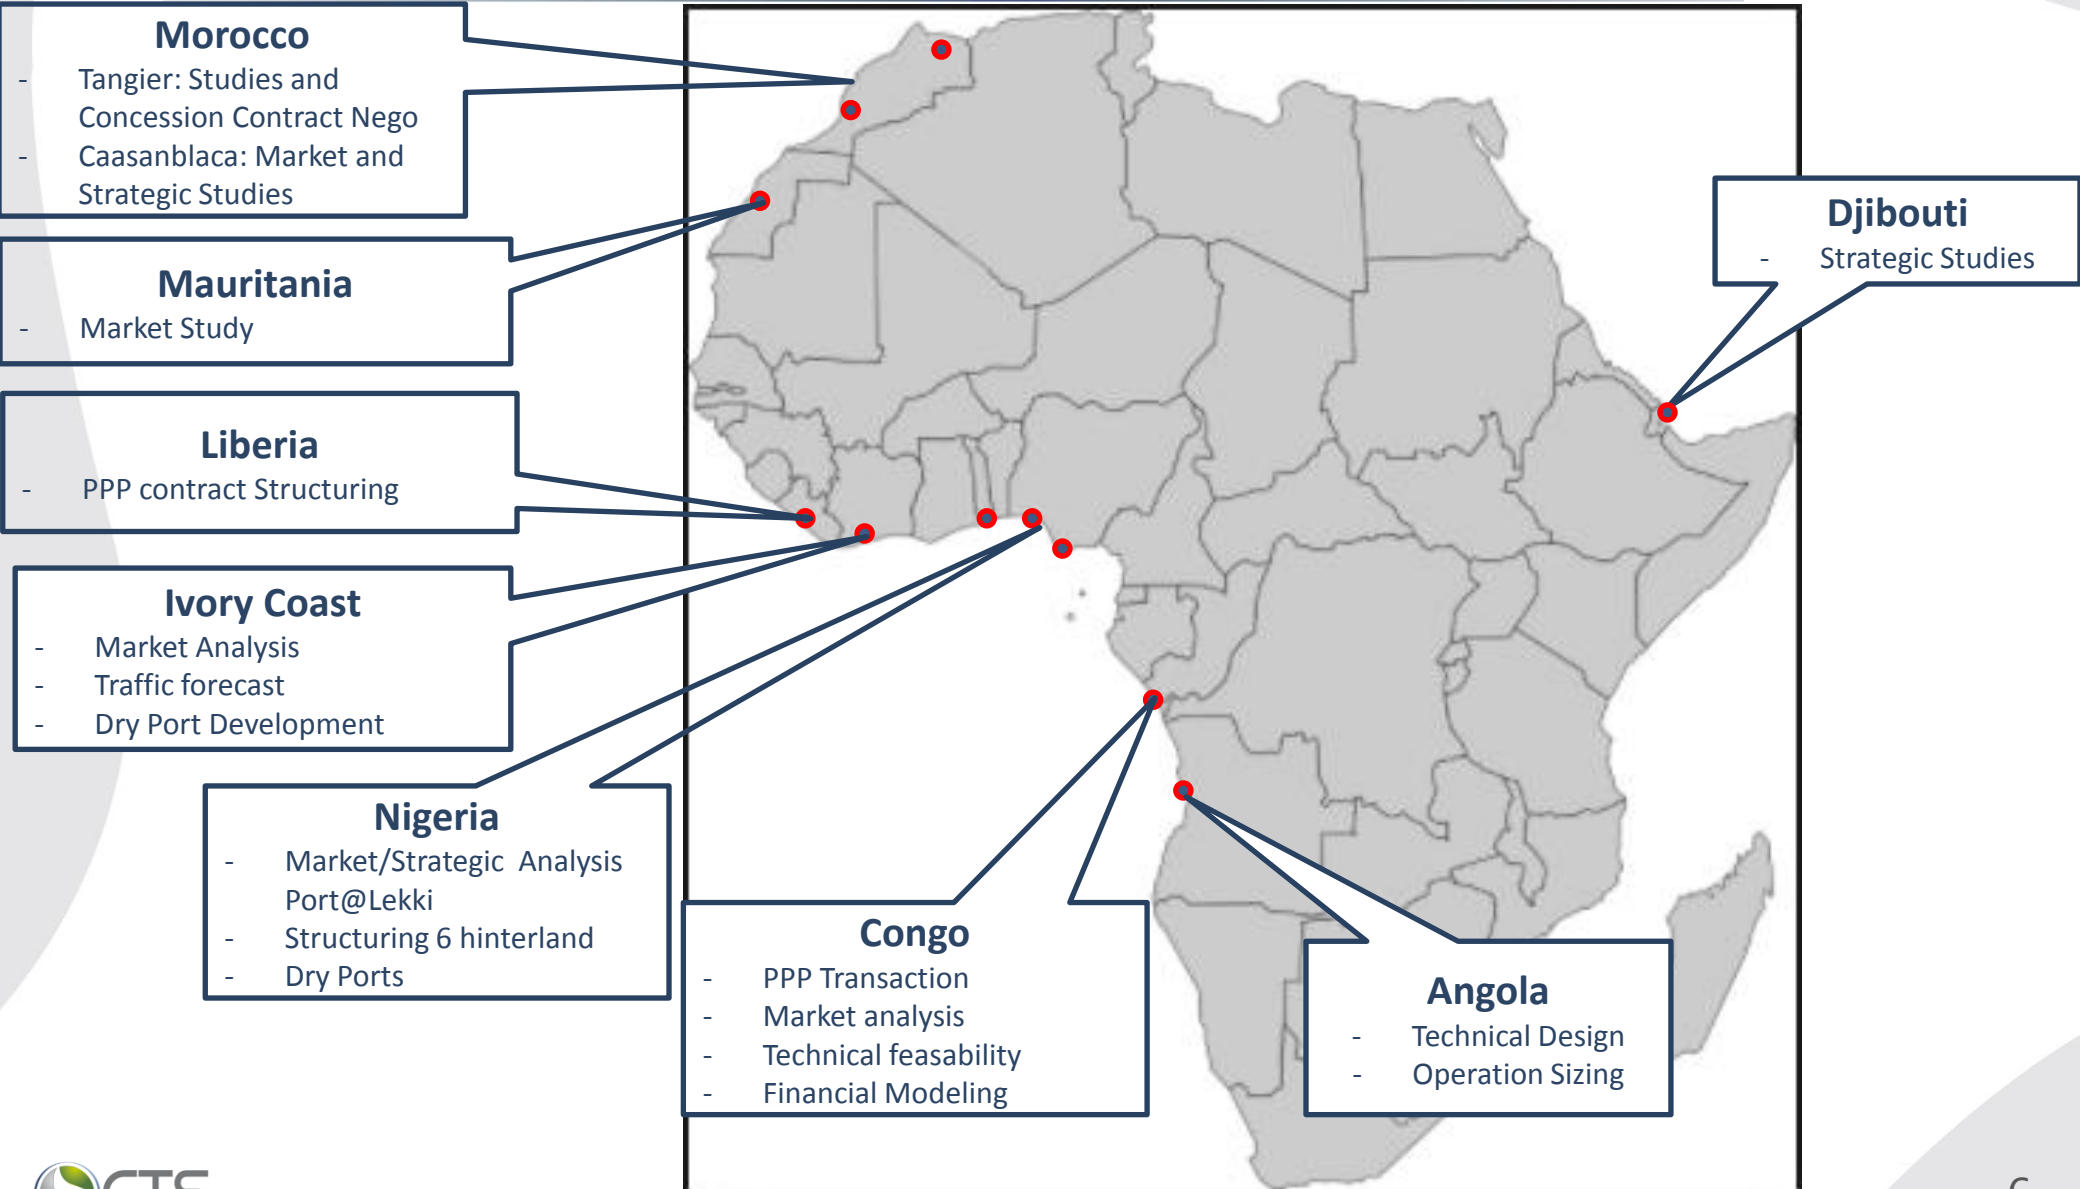 Morocco
- Tangier: Studies and
Concession Contract Nego
- Caasanblaca: Market and
Strategic Studies
Mauritania
- Market Study
Liberia
- PPP contract Structuring
Ivory Coast
- Market Analysis
- Traffic forecast
- Dry Port Development
Nigeria
- Market/Strategic Analysis
Port@Lekki
- Structuring 6 hinterland
- Dry Ports
Congo
- PPP Transaction
- Market analysis
- Technical feasability
- Financial Modeling
Angola
- Technical Design
- Operation Sizing
Djibouti
- Strategic Studies